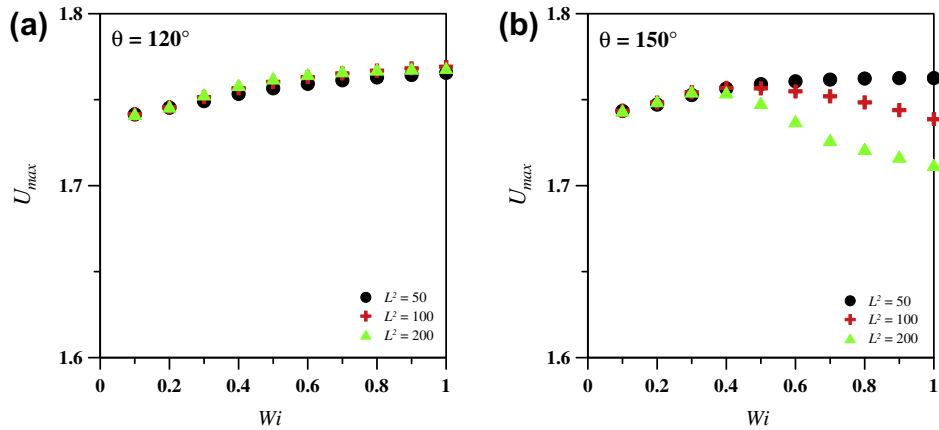 (a)
θ = 120°
1.8
1.7
1.6
U_max
0 0.2 0.4 0.6 0.8 1
Wi
L² = 50
L² = 100
L² = 200
(b)
θ = 150°
1.8
1.7
1.6
U_max
0 0.2 0.4 0.6 0.8 1
Wi
L² = 50
L² = 100
L² = 200